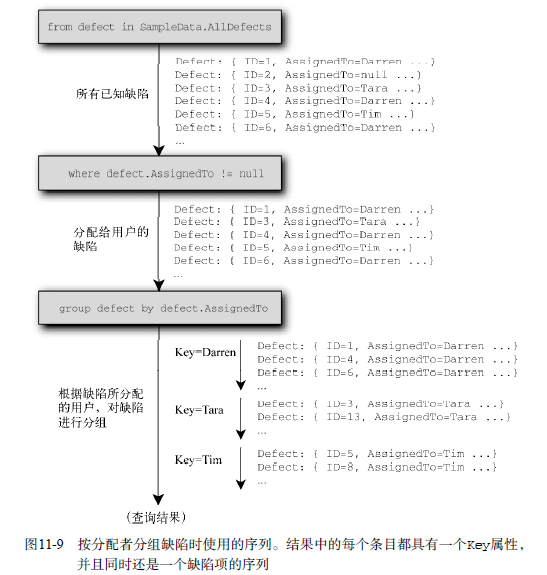 from defect in SampleData.AllDefects
所有已知缺陷
Defect: { ID=1, AssignedTo=Darren ...}
Defect: { ID=2, AssignedTo=null ...)
Defect: { ID=3, AssignedTo=Tara ...)
Defect: { ID=4, AssignedTo=Darren ...}
Defect: { ID=5, AssignedTo=Tim ...}
Defect: { ID=6, AssignedTo=Darren ...)
...
where defect.AssignedTo != null
分配给用户的
缺陷
Defect: { ID=1, AssignedTo=Darren ...}
Defect: { ID=3, AssignedTo=Tara ...}
Defect: { ID=4, AssignedTo=Darren ...}
Defect: { ID=5, AssignedTo=Tim ...)
Defect: { ID=6, AssignedTo=Darren ...}
...
group defect by defect.AssignedTo
根据缺陷所分配
的用户，对缺陷
进行分组
Key=Darren
Defect: { ID=1, AssignedTo=Darren ...}
Defect: { ID=4, AssignedTo=Darren ...}
Defect: { ID=6, AssignedTo=Darren ...}
...
Key=Tara
Defect: { ID=3, AssignedTo=Tara ...}
Defect: { ID=13, AssignedTo=Tara ...}
...
Key=Tim
Defect: { ID=5, AssignedTo=Tim ...}
Defect: { ID=8, AssignedTo=Tim ...}
...
（查询结果）
图11-9 按分配者分组缺陷时使用的序列。结果中的每个条目都具有一个Key属性，
并且同时还是一个缺陷项的序列